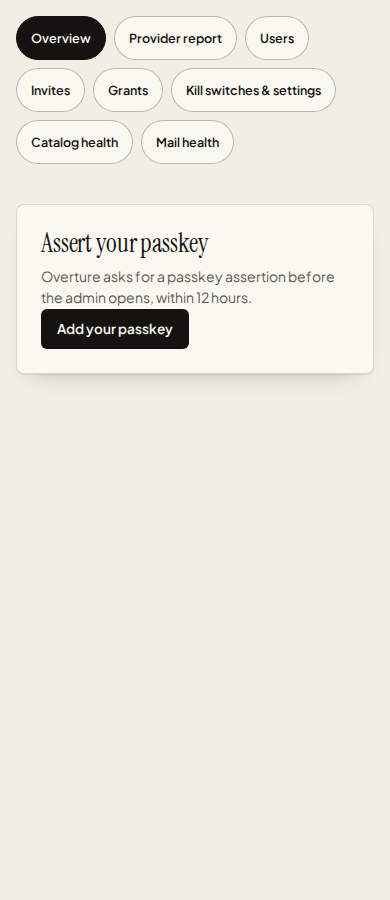 Overview
Provider report
Users
Invites
Grants
Kill switches & settings
Catalog health
Mail health
Assert your passkey
Overture asks for a passkey assertion before
the admin opens, within 12 hours.
Add your passkey